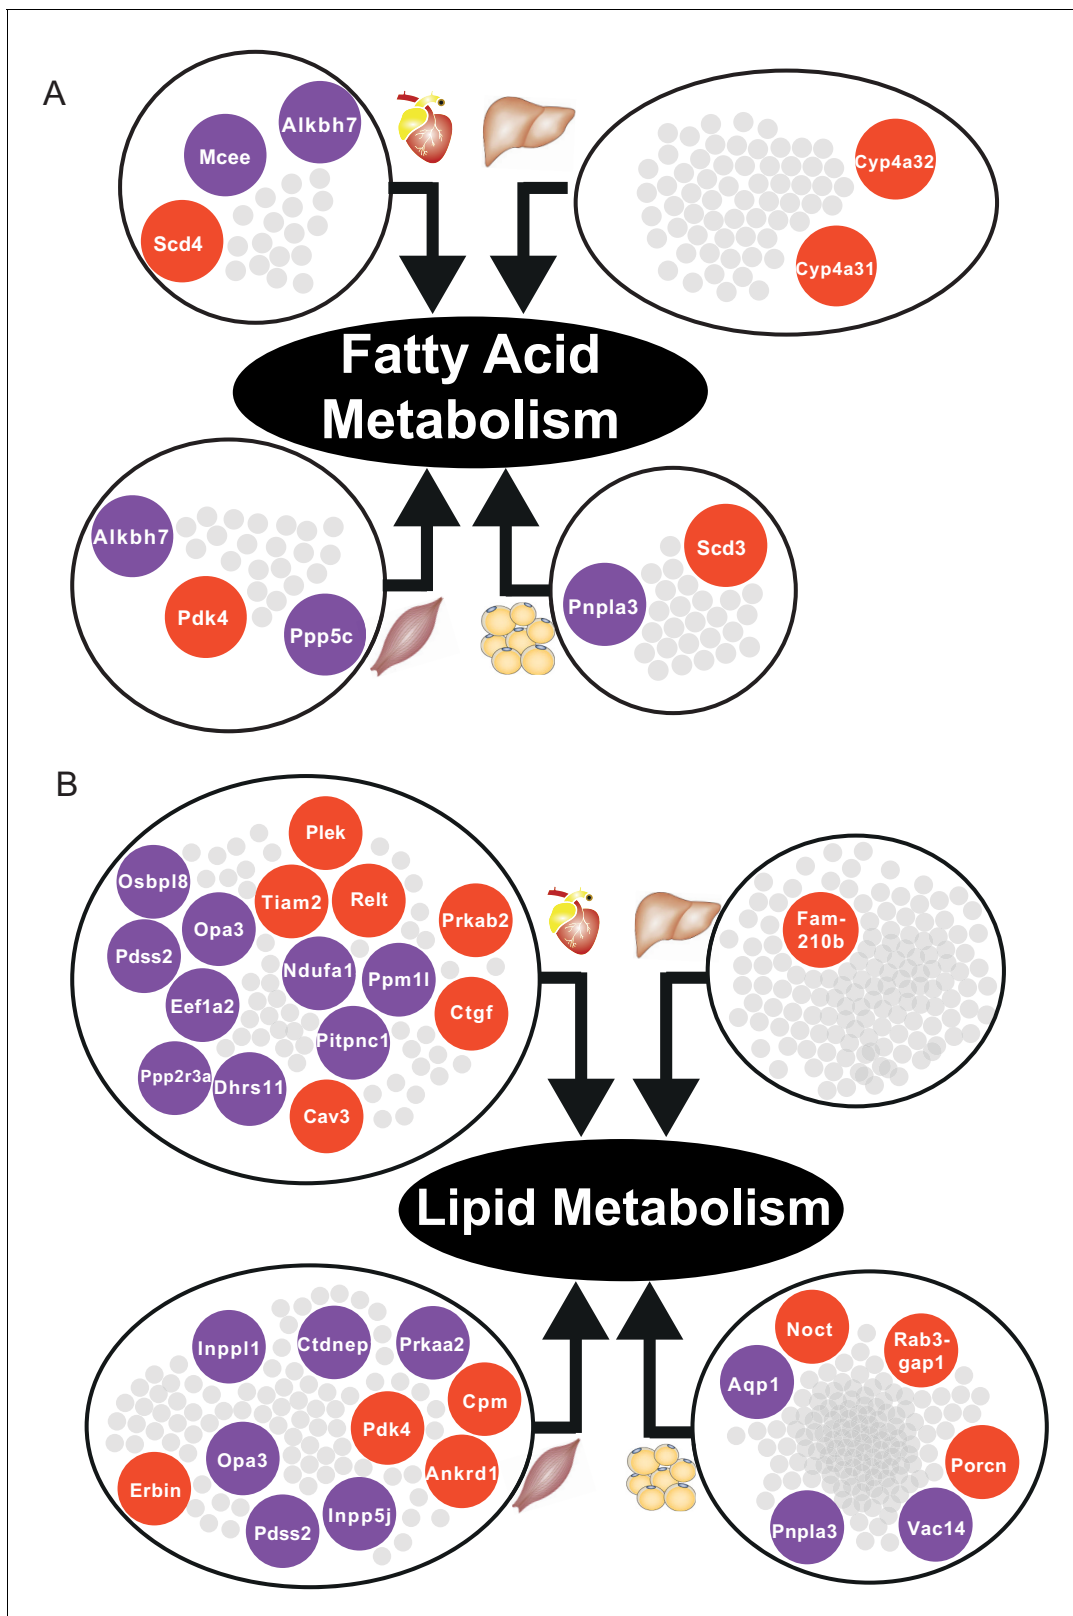 A
Alkbh7
Mcee
Scd4
Cyp4a32
Cyp4a31
Fatty Acid
Metabolism
Alkbh7
Pdk4
Ppp5c
Scd3
Pnpla3
B
Plek
Osbpl8
Tiam2
Relt
Prkab2
Opa3
Pdss2
Ndufa1
Ppm1l
Eef1a2
Ctgf
Pitpnc1
Ppp2r3a
Dhrs11
Cav3
Fam-
210b
Lipid Metabolism
Inppl1
Ctdnep
Prkaa2
Cpm
Pdk4
Opa3
Ankrd1
Erbin
Inpp5j
Pdss2
Noct
Rab3-
gap1
Aqp1
Porcn
Pnpla3
Vac14